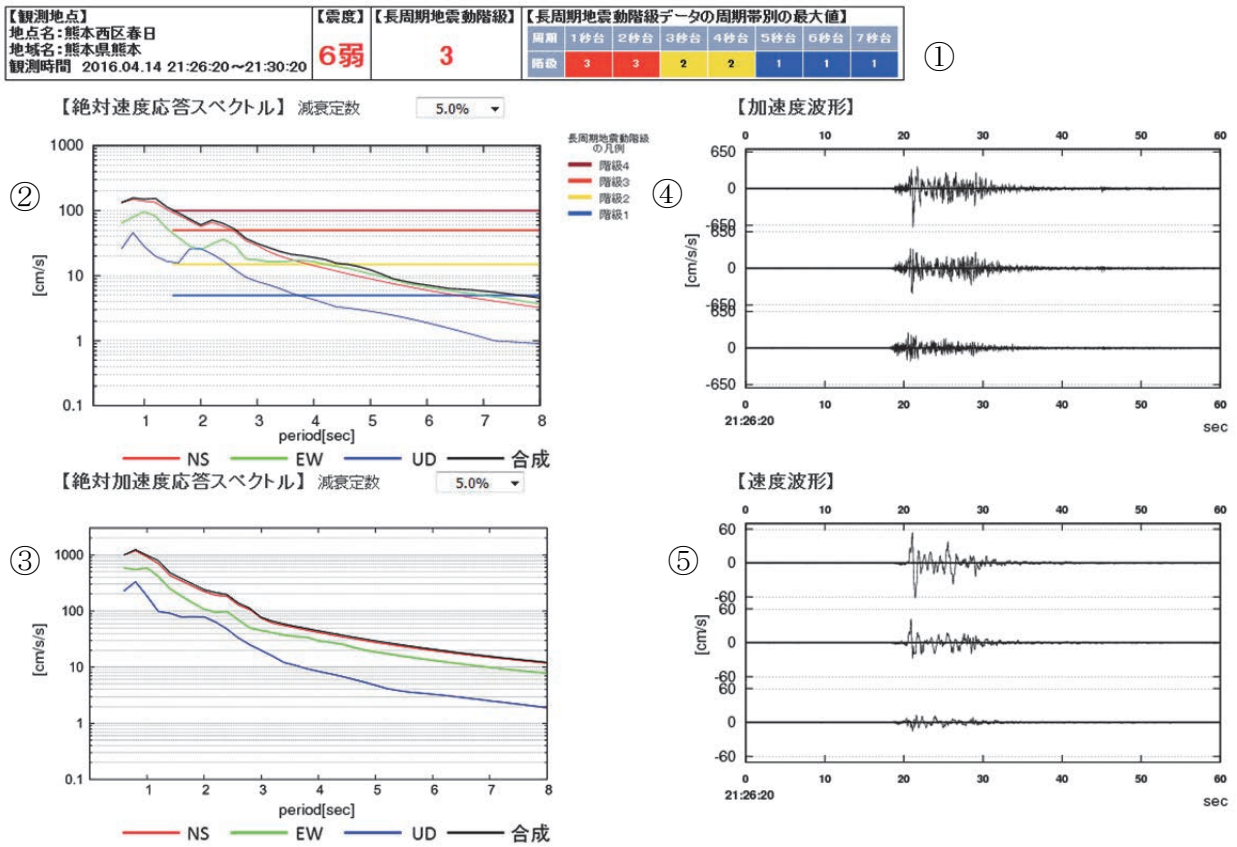 【観測地点】
地点名:熊本西区春日
地域名:熊本県熊本
観測時間 2016.04.14 21:26:20~21:30:20
【震度】
6弱
【長周期地震動階級】
3
【長周期地震動階級データの周期帯別の最大値】
周期 1秒台 2秒台 3秒台 4秒台 5秒台 6秒台 7秒台
階級 3 3 2 2 1 1 1
①
【絶対速度応答スペクトル】 減衰定数 5.0%
②
1000
100
10
1
0.1
[cm/s]
1 2 3 4 5 6 7 8
period[sec]
NS EW UD 合成
長周期地震動階級
の凡例
階級4
階級3
階級2
階級1
【絶対加速度応答スペクトル】 減衰定数 5.0%
③
1000
100
10
1
0.1
[cm/s/s]
1 2 3 4 5 6 7 8
period[sec]
NS EW UD 合成
【加速度波形】
④
0 10 20 30 40 50 60
650
0
-650
650
0
-650
650
0
-650
[cm/s/s]
0 10 20 30 40 50 60
21:26:20
sec
【速度波形】
⑤
0 10 20 30 40 50 60
60
0
-60
60
0
-60
60
0
-60
[cm/s]
0 10 20 30 40 50 60
21:26:20
sec